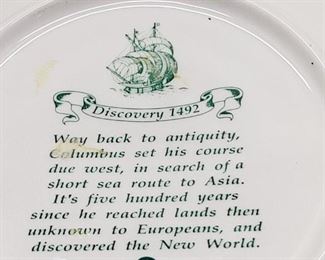 Discovery 1492
Way back to antiquity,
Columbus set his course
due west, in search of a
short sea route to Asia.
It's five hundred years
since he reached lands then
unknown to Europeans, and
discovered the New World.